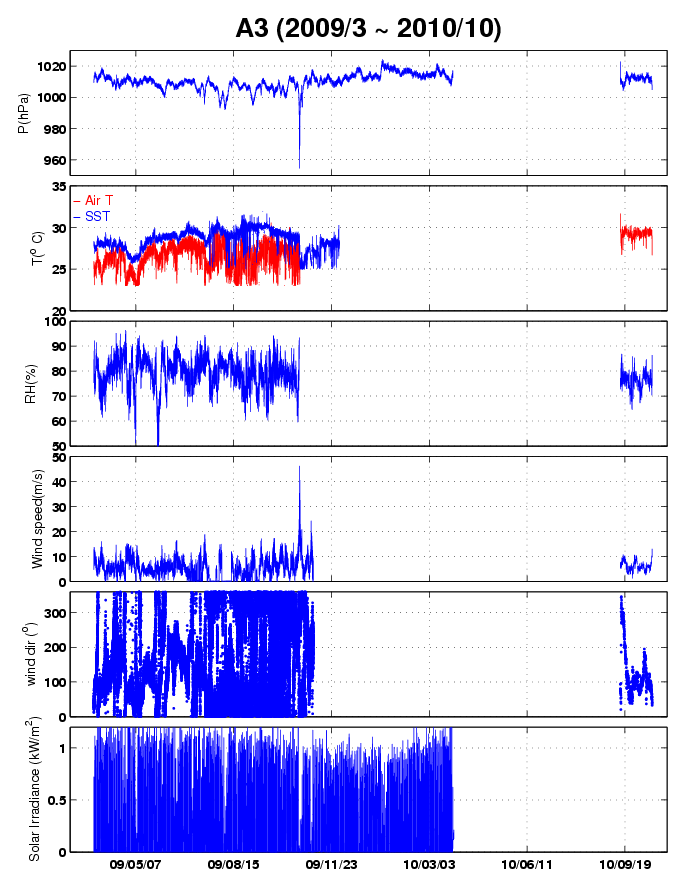 A3 (2009/3 ~ 2010/10)
1020
1000
980
960
P(hPa)
35
30
25
20
T(° C)
– Air T
– SST
100
90
80
70
60
50
RH(%)
50
40
30
20
10
0
Wind speed(m/s)
300
200
100
0
wind dir (°)
1
0.5
0
Solar Irradiance (kW/m²)
09/05/07 09/08/15 09/11/23 10/03/03 10/06/11 10/09/19